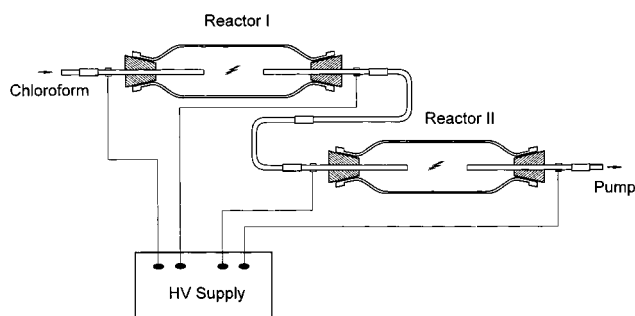 Reactor I
Chloroform
Reactor II
Pump
HV Supply